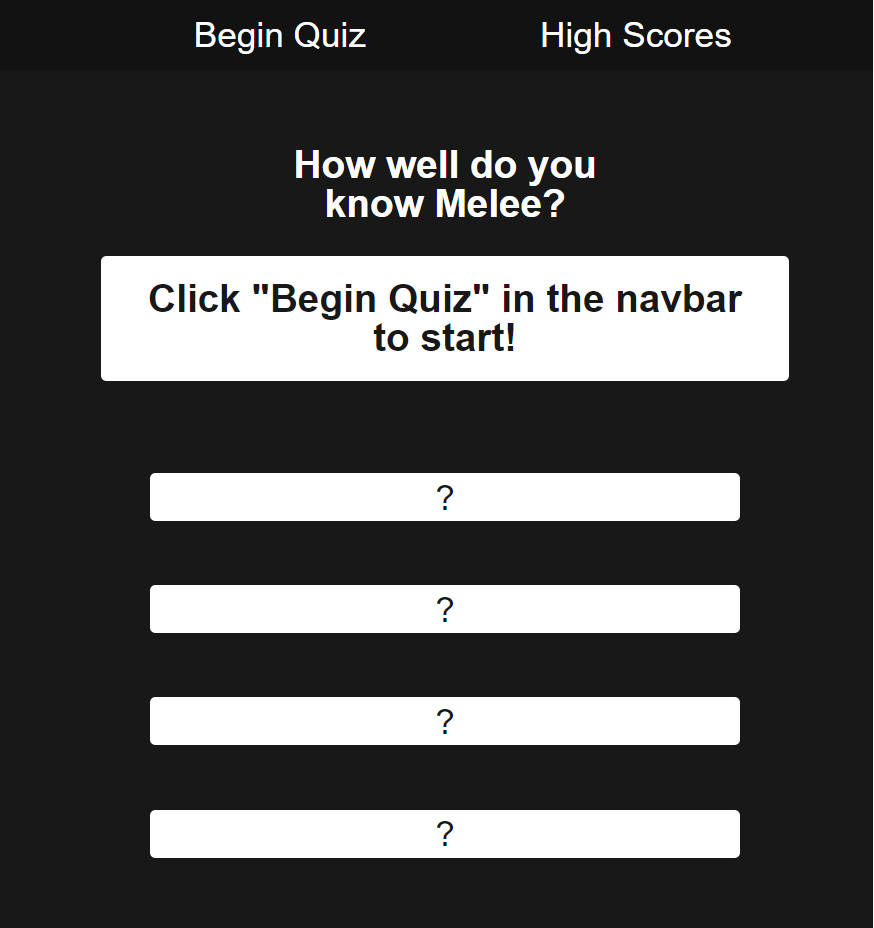 Begin Quiz
High Scores
How well do you
know Melee?
Click "Begin Quiz" in the navbar
to start!
?
?
?
?